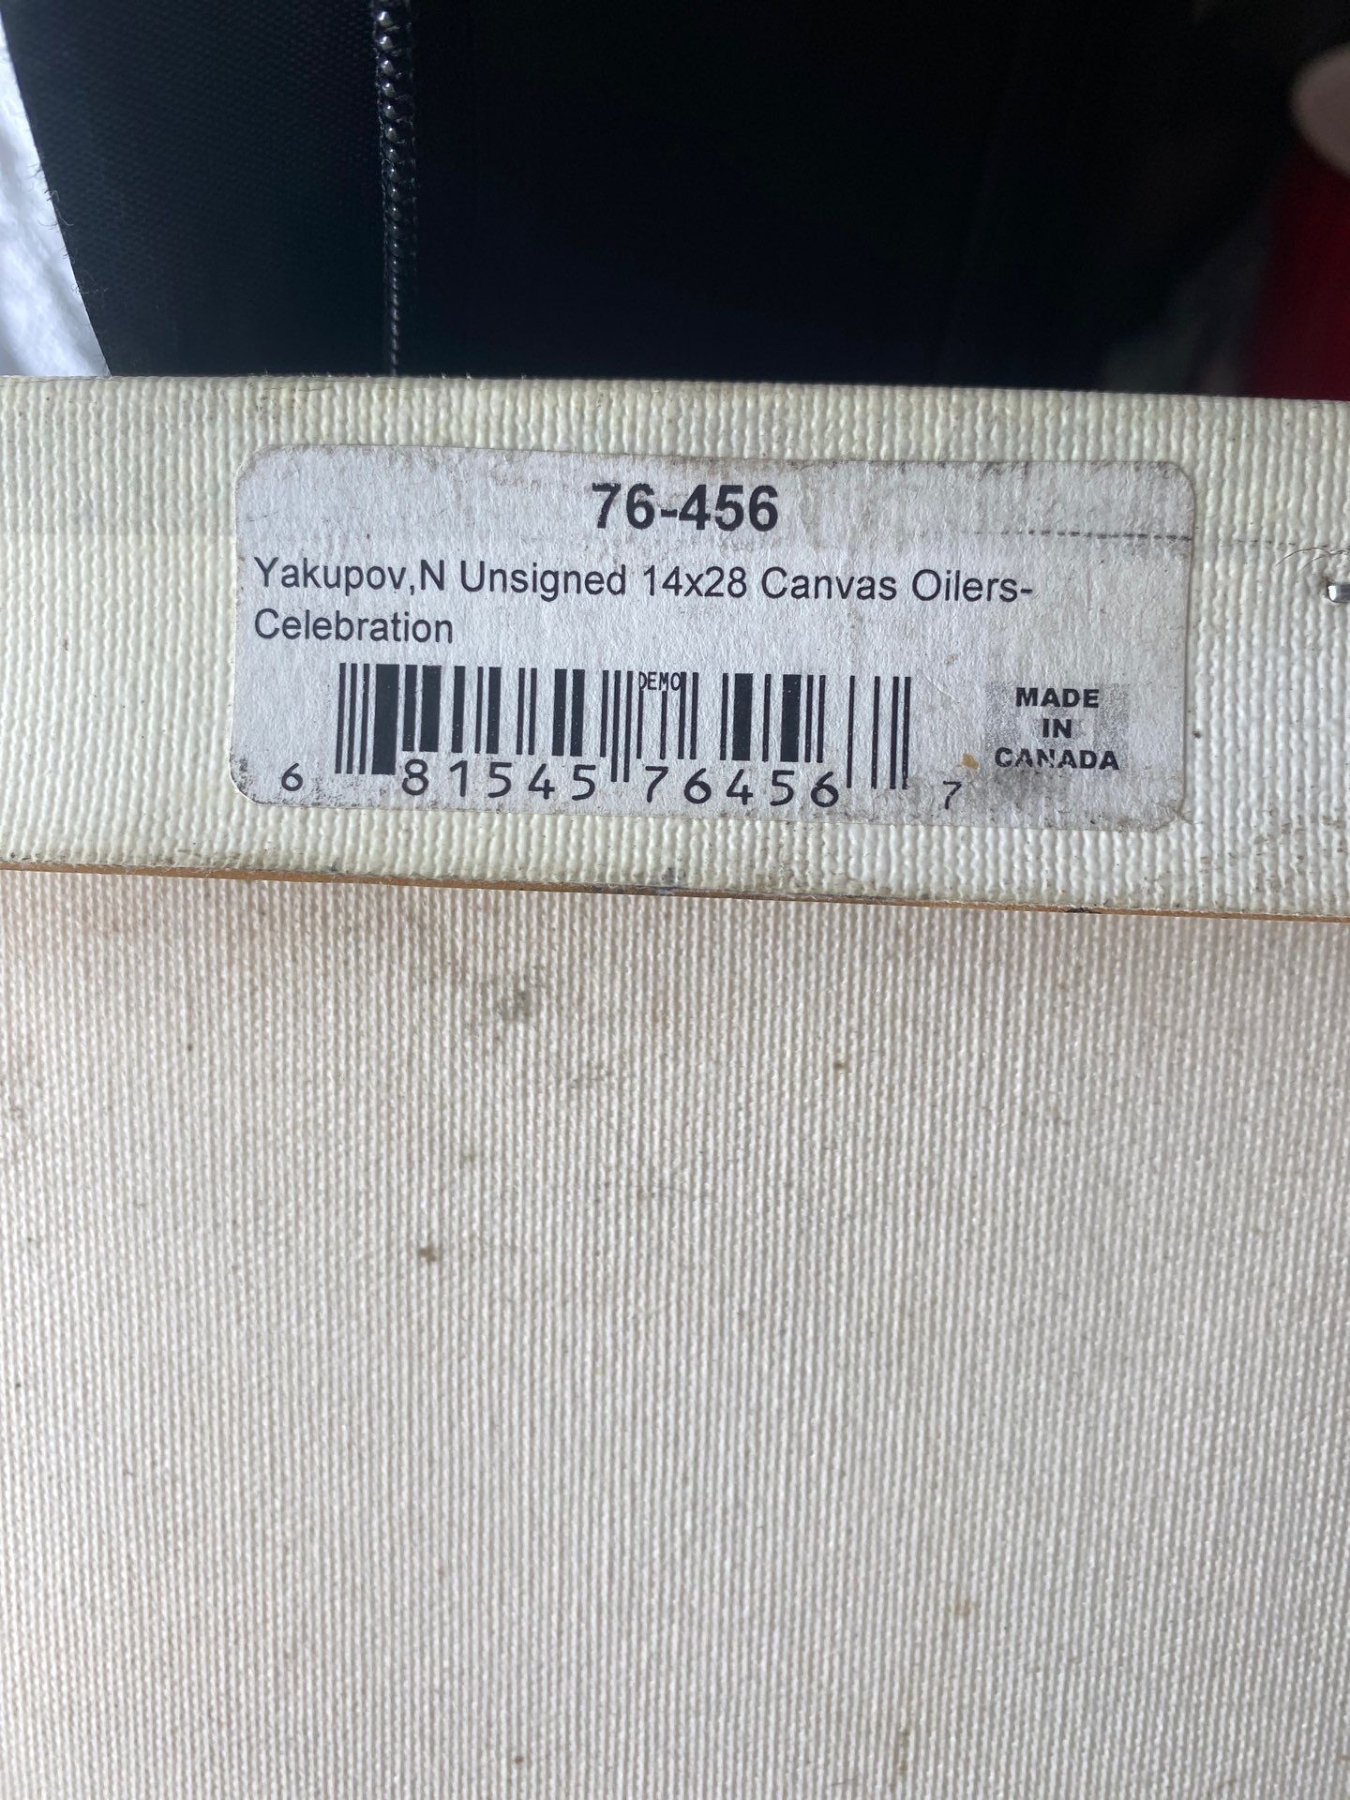 76-456
Yakupov,N Unsigned 14x28 Canvas Oilers-
Celebration
DEMO
6 81545 76456 7
MADE
IN
CANADA